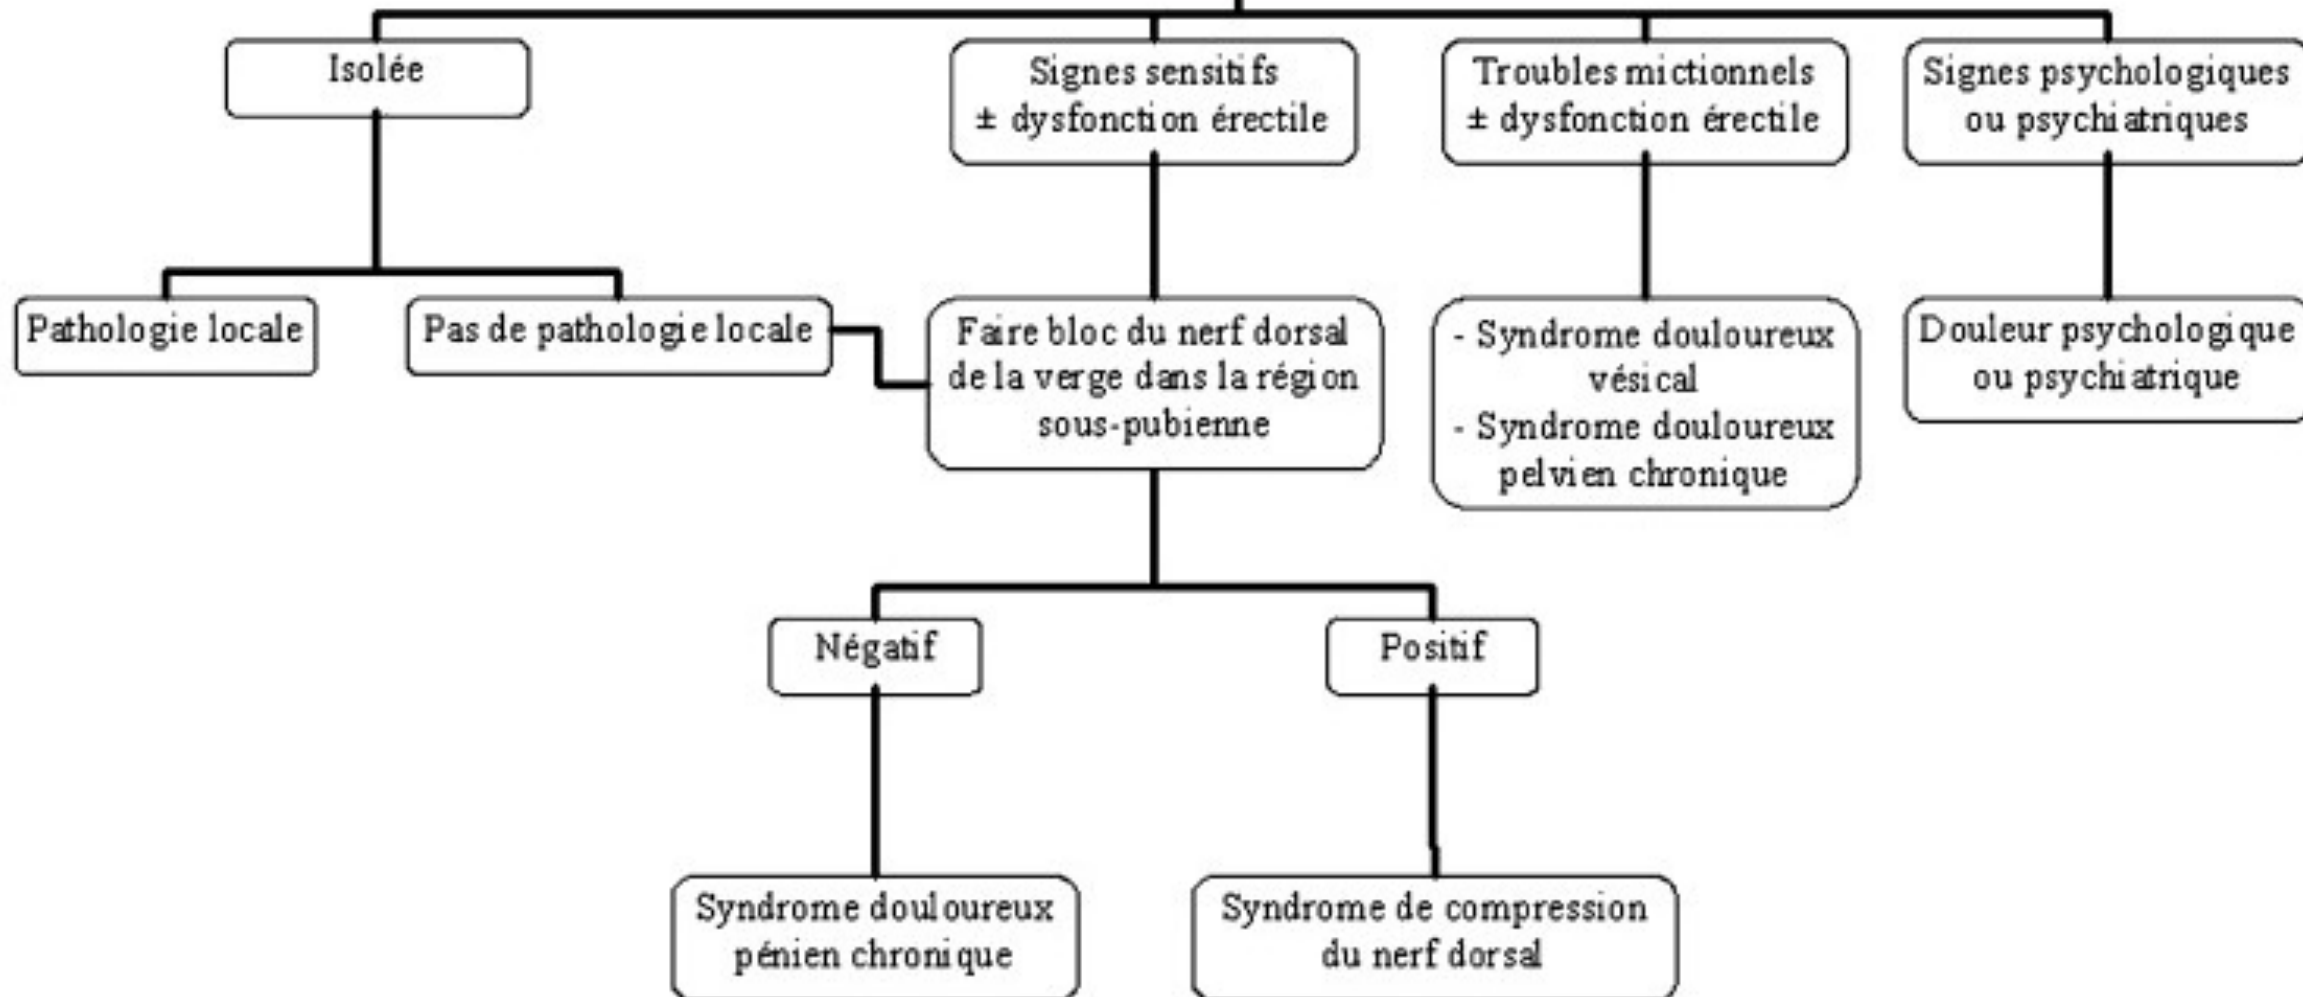 Isolée
Signes sensitifs
± dysfonction érectile
Troubles mictionnels
± dysfonction érectile
Signes psychologiques
ou psychiatriques
Pathologie locale
Pas de pathologie locale
Faire bloc du nerf dorsal
de la verge dans la région
sous-pubienne
- Syndrome douloureux
vésical
- Syndrome douloureux
pelvien chronique
Douleur psychologique
ou psychiatrique
Négatif
Positif
Syndrome douloureux
pénien chronique
Syndrome de compression
du nerf dorsal